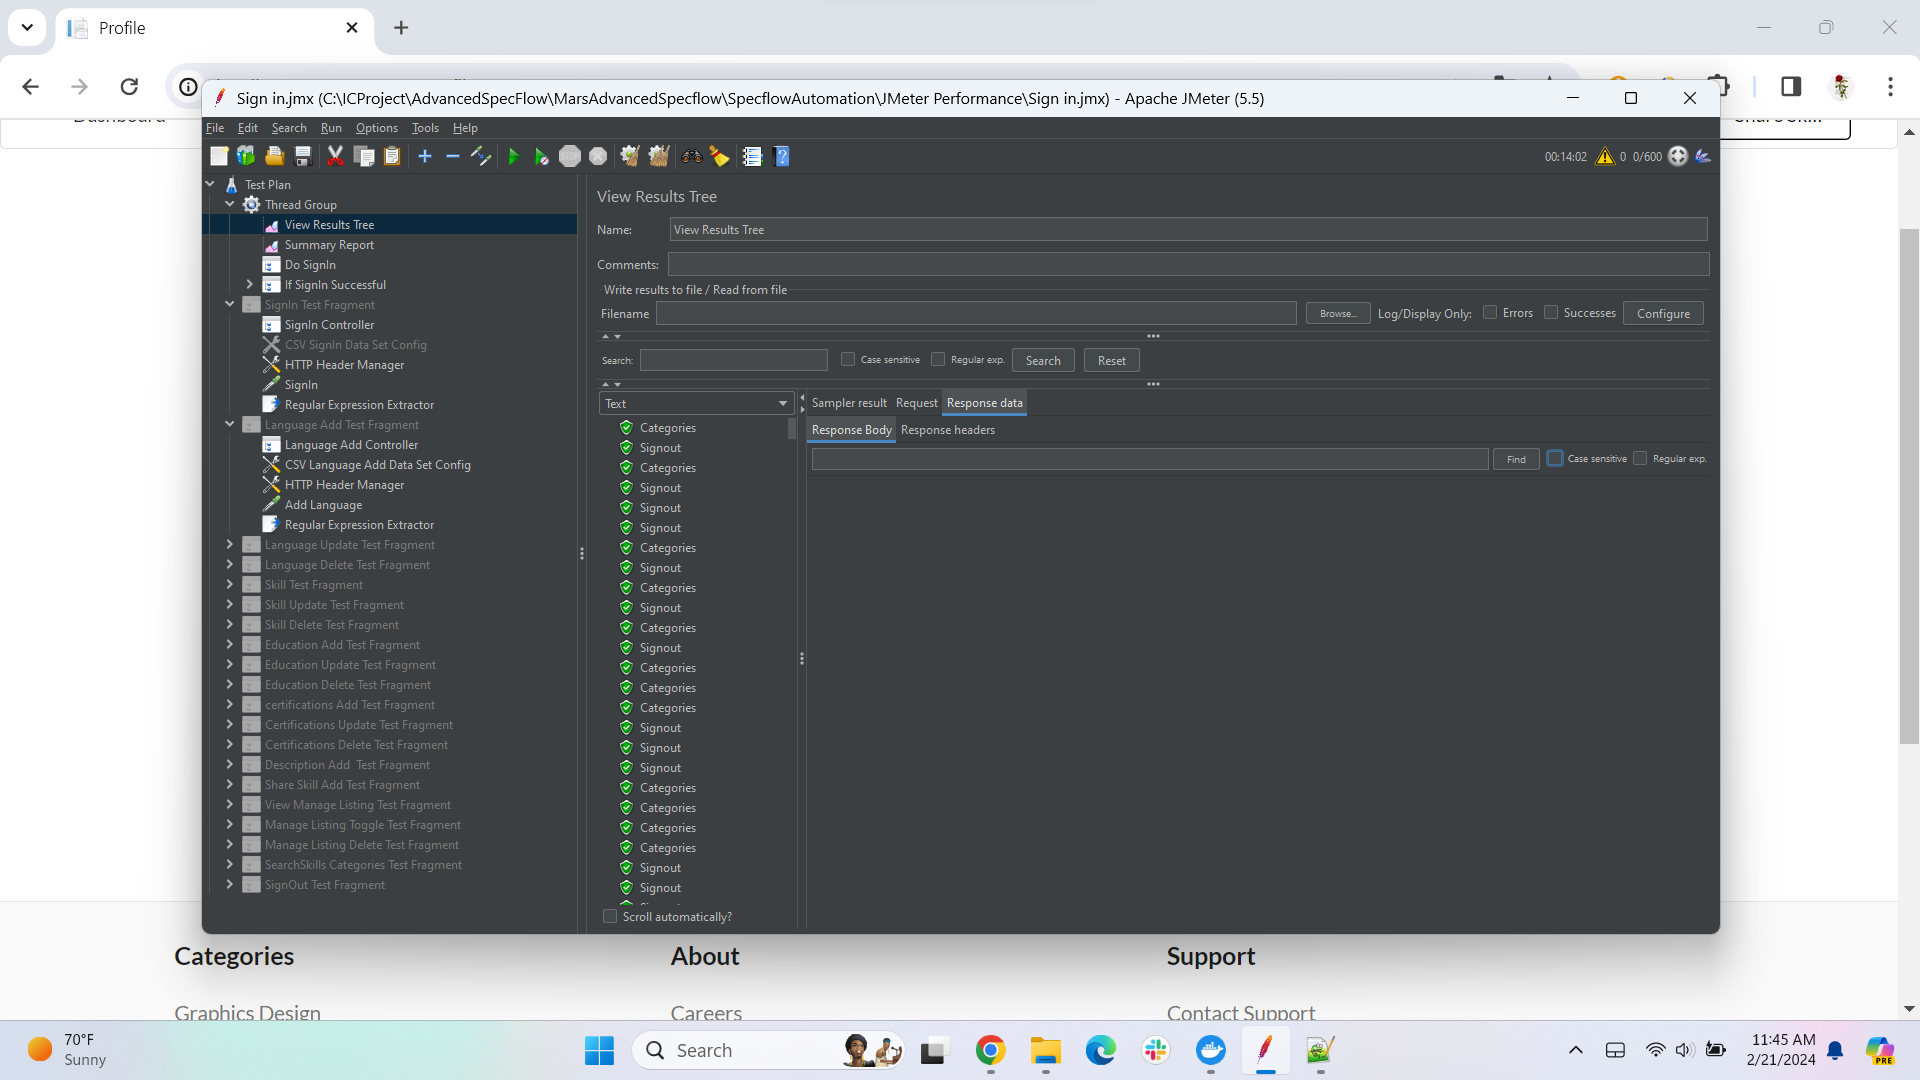 Profile
Sign in.jmx (C:\ICProject\AdvancedSpecFlow\MarsAdvancedSpecflow\SpecflowAutomation\JMeter Performance\Sign in.jmx) - Apache JMeter (5.5)
File Edit Search Run Options Tools Help
00:14:02 0 0/600
Test Plan
Thread Group
View Results Tree
Summary Report
Do SignIn
If SignIn Successful
SignIn Test Fragment
SignIn Controller
CSV SignIn Data Set Config
HTTP Header Manager
SignIn
Regular Expression Extractor
Language Add Test Fragment
Language Add Controller
CSV Language Add Data Set Config
HTTP Header Manager
Add Language
Regular Expression Extractor
Language Update Test Fragment
Language Delete Test Fragment
Skill Test Fragment
Skill Update Test Fragment
Skill Delete Test Fragment
Education Add Test Fragment
Education Update Test Fragment
Education Delete Test Fragment
certifications Add Test Fragment
Certifications Update Test Fragment
Certifications Delete Test Fragment
Description Add  Test Fragment
Share Skill Add Test Fragment
View Manage Listing Test Fragment
Manage Listing Toggle Test Fragment
Manage Listing Delete Test Fragment
SearchSkills Categories Test Fragment
SignOut Test Fragment
View Results Tree
Name: View Results Tree
Comments:
Write results to file / Read from file
Filename Browse... Log/Display Only: Errors Successes Configure
Search: Case sensitive Regular exp. Search Reset
Text
Categories
Signout
Categories
Signout
Signout
Signout
Categories
Signout
Categories
Signout
Categories
Signout
Categories
Categories
Categories
Signout
Signout
Signout
Categories
Categories
Categories
Categories
Signout
Signout
Scroll automatically?
Sampler result Request Response data
Response Body Response headers
Find Case sensitive Regular exp.
Categories About Support
Graphics Design Careers Contact Support
70°F
Sunny
Search
11:45 AM
2/21/2024
PRE